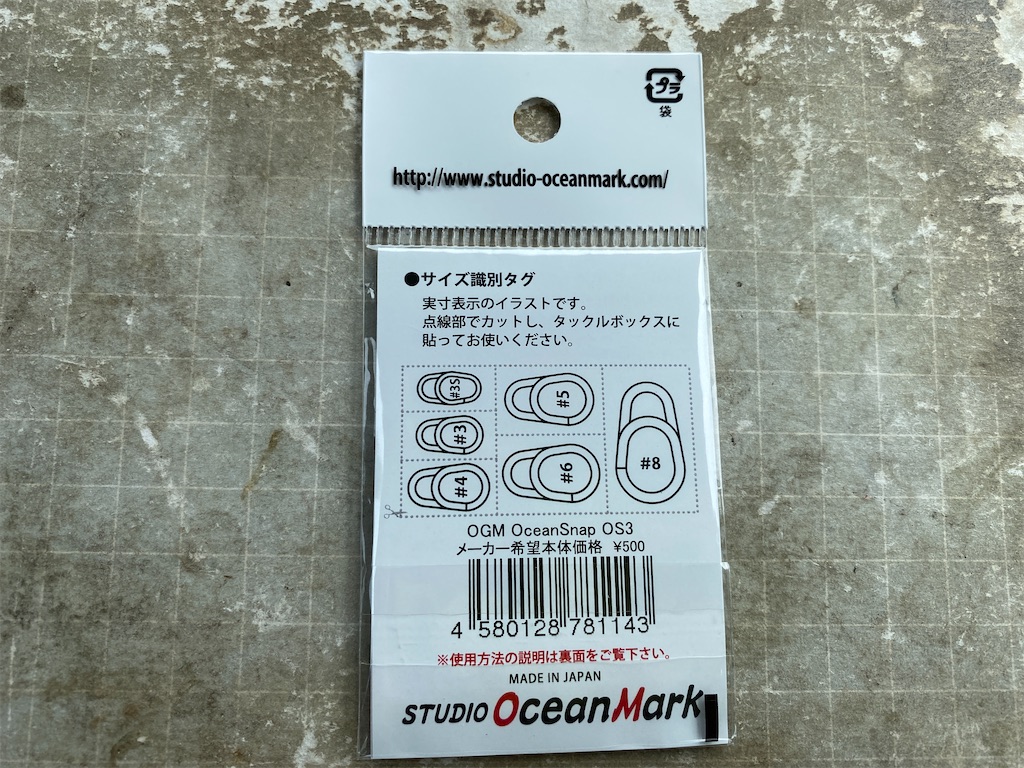 プラ
袋
http://www.studio-oceanmark.com/
●サイズ識別タグ
実寸表示のイラストです。
点線部でカットし、タックルボックスに
貼ってお使いください。
#3S
#3
#4
#5
#6
#8
OGM OceanSnap OS3
メーカー希望本体価格 ¥500
4 580128 781143
※使用方法の説明は裏面をご覧下さい。
MADE IN JAPAN
STUDIO OceanMark